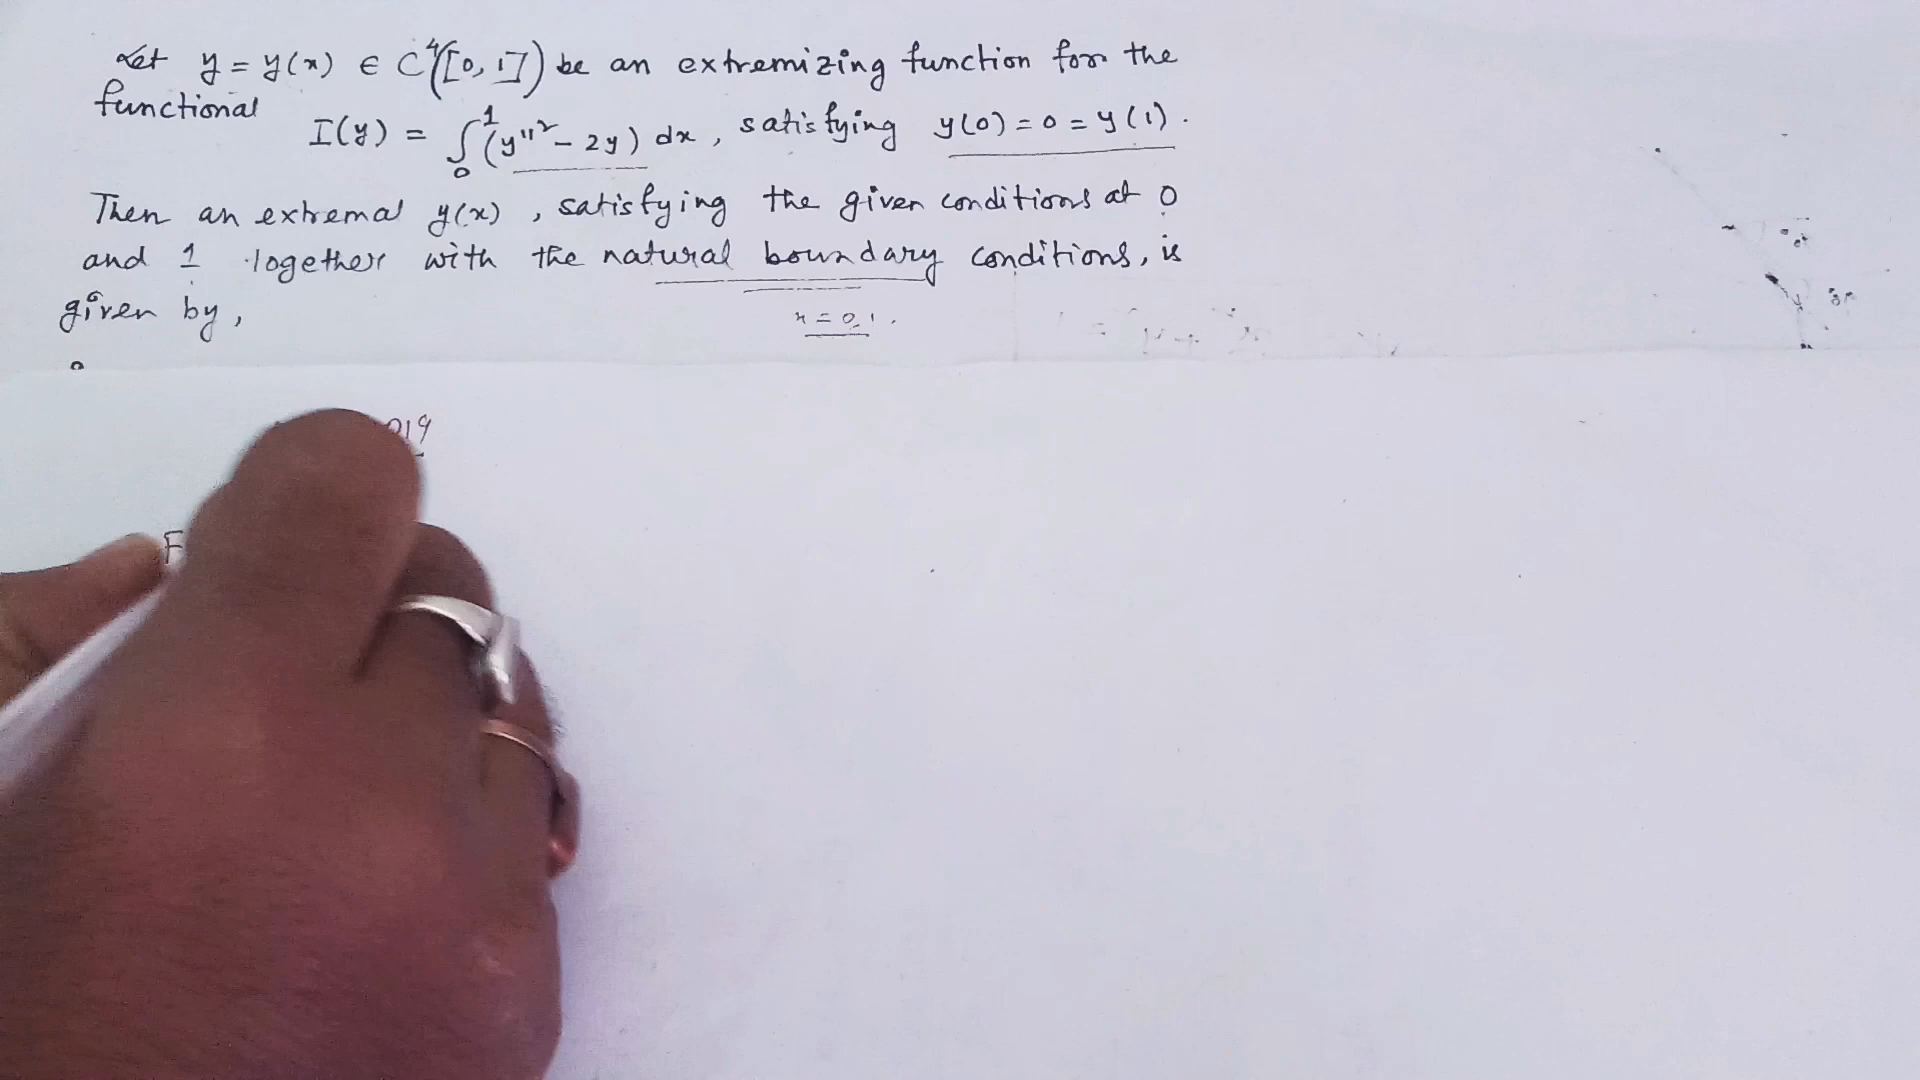 Let y = y(x) ∈ C⁴([0, 1]) be an extremizing function for the
functional
I(y) = ∫₀¹ (y''² - 2y) dx, satisfying y(0) = 0 = y(1).
Then an extremal y(x), satisfying the given conditions at 0
and 1 together with the natural boundary conditions, is
given by,
x = 0, 1.
019
F